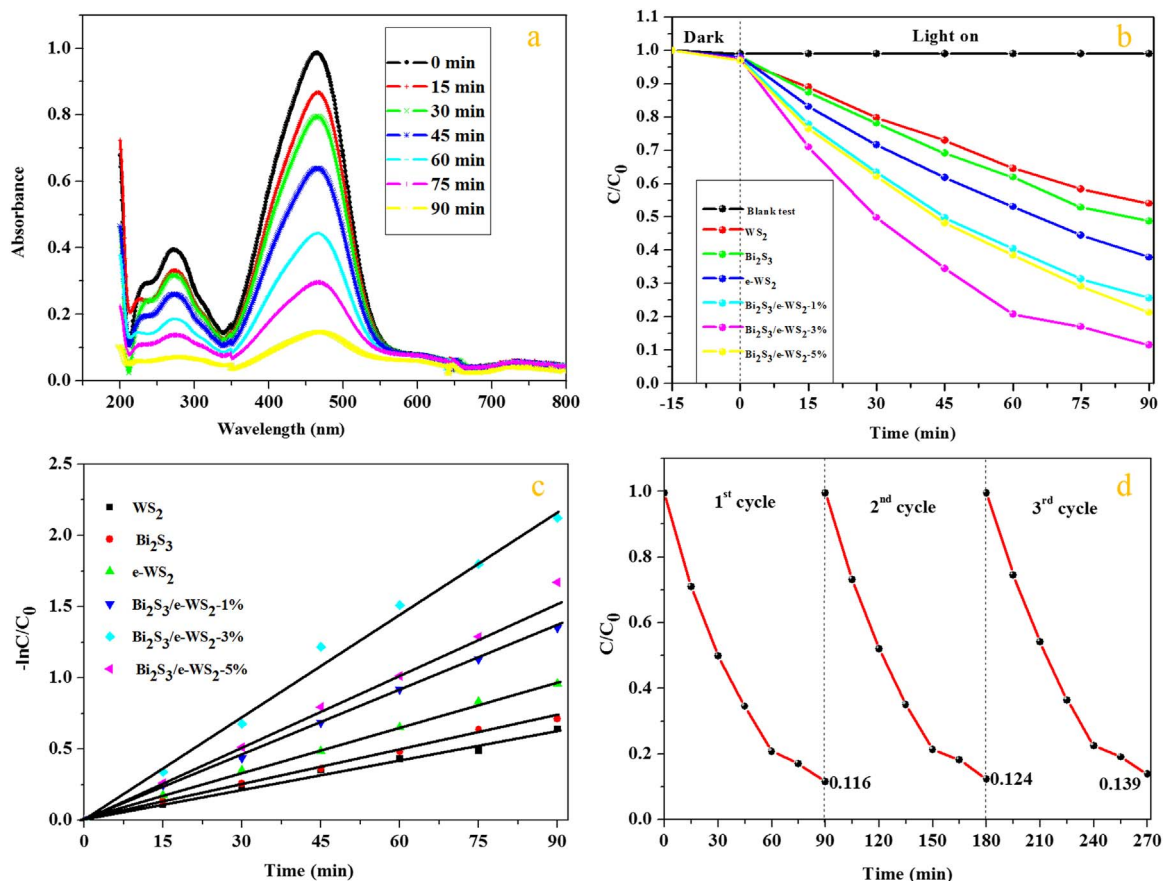 a
0 min
15 min
30 min
45 min
60 min
75 min
90 min
Absorbance
1.0
0.8
0.6
0.4
0.2
0.0
200 300 400 500 600 700 800
Wavelength (nm)
b
Dark Light on
C/C₀
1.0
0.9
0.8
0.7
0.6
0.5
0.4
0.3
0.2
0.1
0.0
Blank test
WS₂
Bi₂S₃
e-WS₂
Bi₂S₃/e-WS₂-1%
Bi₂S₃/e-WS₂-3%
Bi₂S₃/e-WS₂-5%
-15 0 15 30 45 60 75 90
Time (min)
c
-lnC/C₀
2.5
2.0
1.5
1.0
0.5
0.0
WS₂
Bi₂S₃
e-WS₂
Bi₂S₃/e-WS₂-1%
Bi₂S₃/e-WS₂-3%
Bi₂S₃/e-WS₂-5%
0 15 30 45 60 75 90
Time (min)
d
1st cycle 2nd cycle 3rd cycle
C/C₀
1.0
0.8
0.6
0.4
0.2
0.0
0.116 0.124 0.139
0 30 60 90 120 150 180 210 240 270
Time (min)